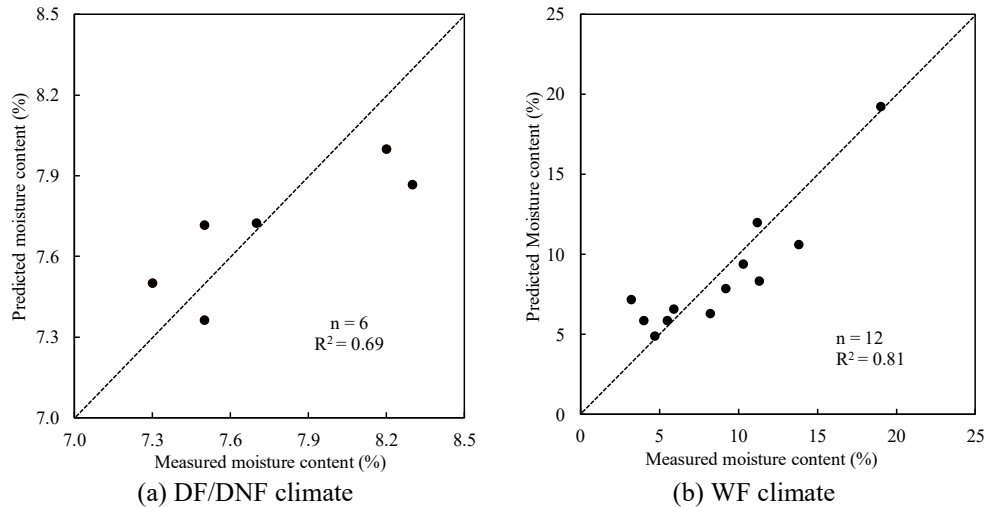 8.5
8.2
7.9
7.6
7.3
7.0
Predicted moisture content (%)
n = 6
R² = 0.69
7.0 7.3 7.6 7.9 8.2 8.5
Measured moisture content (%)
(a) DF/DNF climate
25
20
15
10
5
0
Predicted Moisture content (%)
n = 12
R² = 0.81
0 5 10 15 20 25
Measured moisture content (%)
(b) WF climate